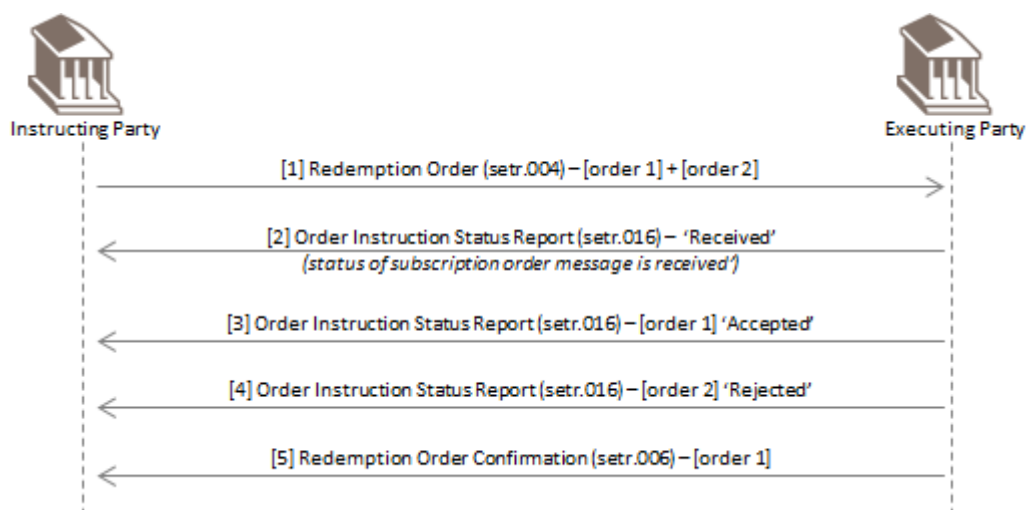 Instructing Party
Executing Party
[1] Redemption Order (setr.004) – [order 1] + [order 2]
[2] Order Instruction Status Report (setr.016) – ‘Received’
(status of subscription order message is received’)
[3] Order Instruction Status Report (setr.016) – [order 1] ‘Accepted’
[4] Order Instruction Status Report (setr.016) – [order 2] ‘Rejected’
[5] Redemption Order Confirmation (setr.006) – [order 1]